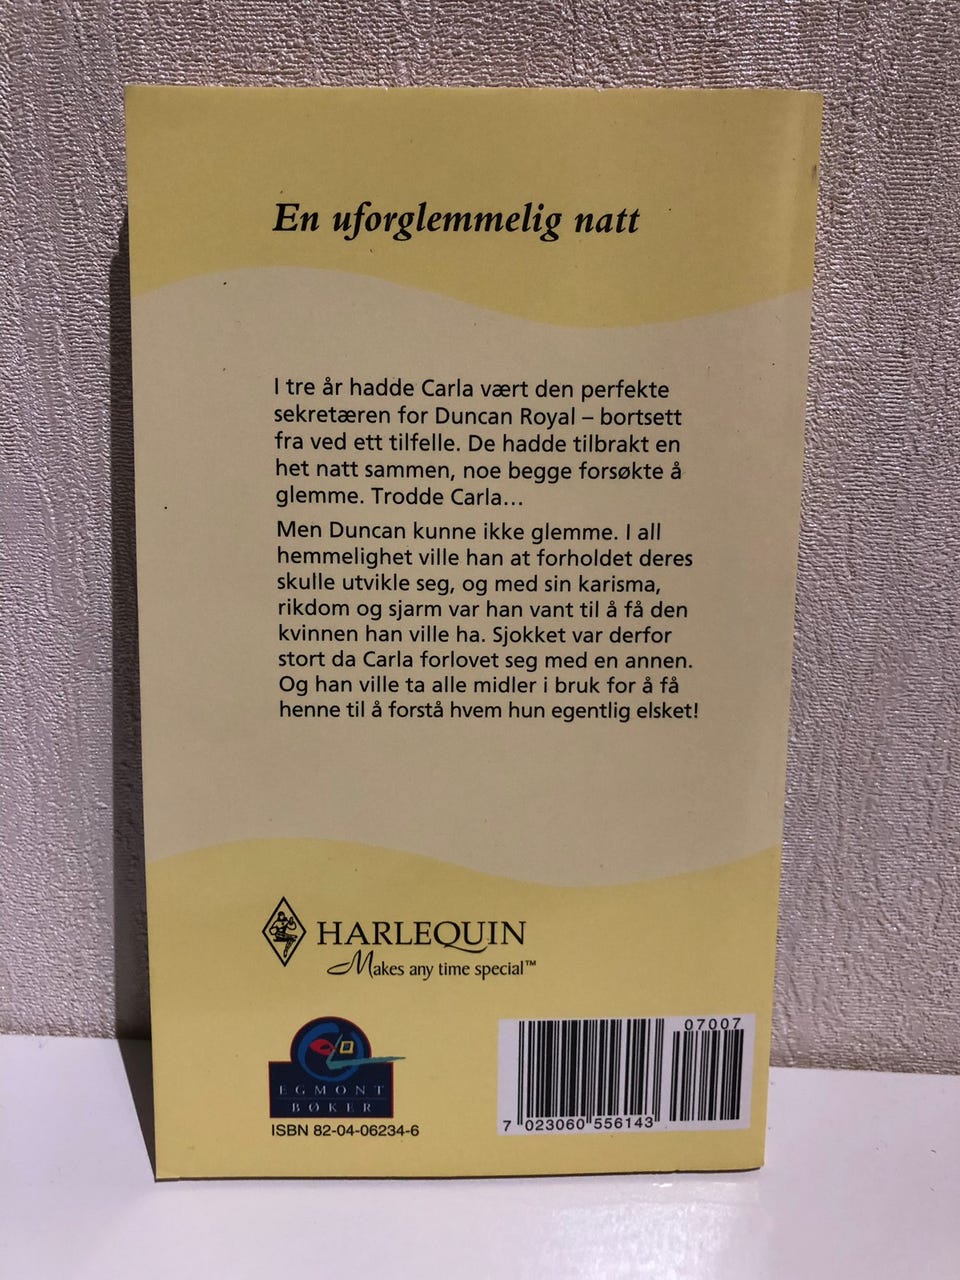 En uforglemmelig natt
I tre år hadde Carla vært den perfekte
sekretæren for Duncan Royal – bortsett
fra ved ett tilfelle. De hadde tilbrakt en
het natt sammen, noe begge forsøkte å
glemme. Trodde Carla...
Men Duncan kunne ikke glemme. I all
hemmelighet ville han at forholdet deres
skulle utvikle seg, og med sin karisma,
rikdom og sjarm var han vant til å få den
kvinnen han ville ha. Sjokket var derfor
stort da Carla forlovet seg med en annen.
Og han ville ta alle midler i bruk for å få
henne til å forstå hvem hun egentlig elsket!
HARLEQUIN
Makes any time special™
EGMONT
BØKER
ISBN 82-04-06234-6
07007
7 023060 556143